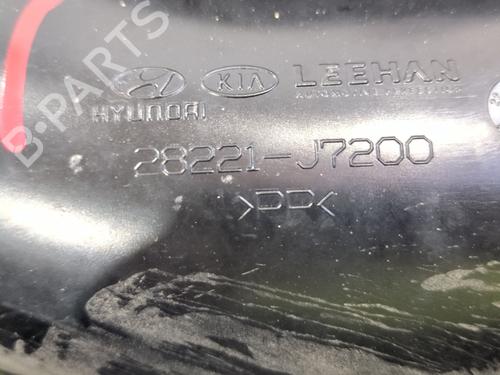 HYUNDAI
KIA
LEEHAN
28221-J7200
>PP<
B-PARTS